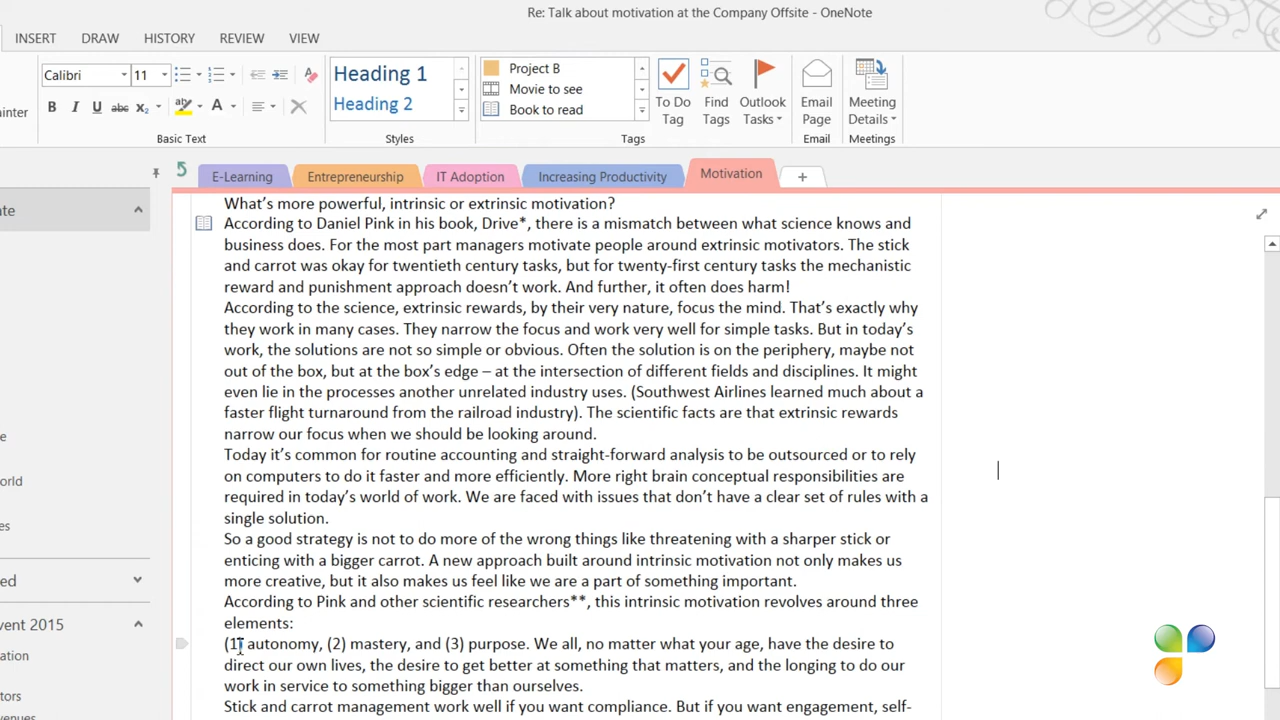 Re: Talk about motivation at the Company Offsite - OneNote
INSERT DRAW HISTORY REVIEW VIEW
Calibri 11 Heading 1 Project B
Movie to see
Heading 2 Book to read
To Do Tag Find Tags Outlook Tasks Email Page Meeting Details
ainter B I U abc X₂ A
Basic Text Styles Tags Email Meetings
E-Learning Entrepreneurship IT Adoption Increasing Productivity Motivation +
ate
What's more powerful, intrinsic or extrinsic motivation?
According to Daniel Pink in his book, Drive*, there is a mismatch between what science knows and
business does. For the most part managers motivate people around extrinsic motivators. The stick
and carrot was okay for twentieth century tasks, but for twenty-first century tasks the mechanistic
reward and punishment approach doesn't work. And further, it often does harm!
According to the science, extrinsic rewards, by their very nature, focus the mind. That's exactly why
they work in many cases. They narrow the focus and work very well for simple tasks. But in today's
work, the solutions are not so simple or obvious. Often the solution is on the periphery, maybe not
out of the box, but at the box's edge – at the intersection of different fields and disciplines. It might
even lie in the processes another unrelated industry uses. (Southwest Airlines learned much about a
faster flight turnaround from the railroad industry). The scientific facts are that extrinsic rewards
narrow our focus when we should be looking around.
Today it's common for routine accounting and straight-forward analysis to be outsourced or to rely
on computers to do it faster and more efficiently. More right brain conceptual responsibilities are
required in today's world of work. We are faced with issues that don't have a clear set of rules with a
single solution.
So a good strategy is not to do more of the wrong things like threatening with a sharper stick or
enticing with a bigger carrot. A new approach built around intrinsic motivation not only makes us
more creative, but it also makes us feel like we are a part of something important.
According to Pink and other scientific researchers**, this intrinsic motivation revolves around three
elements:
(1) autonomy, (2) mastery, and (3) purpose. We all, no matter what your age, have the desire to
direct our own lives, the desire to get better at something that matters, and the longing to do our
work in service to something bigger than ourselves.
Stick and carrot management work well if you want compliance. But if you want engagement, self-
e
orld
es
ed
vent 2015
ation
tors
venues